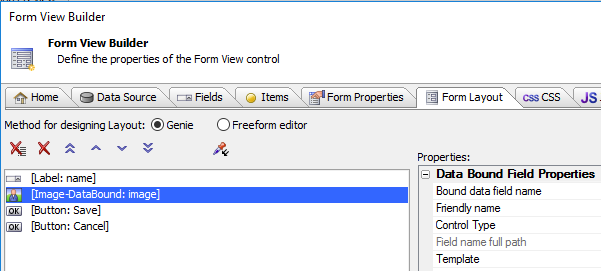 Form View Builder
Form View Builder
Define the properties of the Form View control
Home Data Source Fields Items Form Properties Form Layout CSS CSS JS
Method for designing Layout: Genie Freeform editor
Properties:
[Label: name]
[Image-DataBound: image]
OK [Button: Save]
OK [Button: Cancel]
Data Bound Field Properties
Bound data field name
Friendly name
Control Type
Field name full path
Template